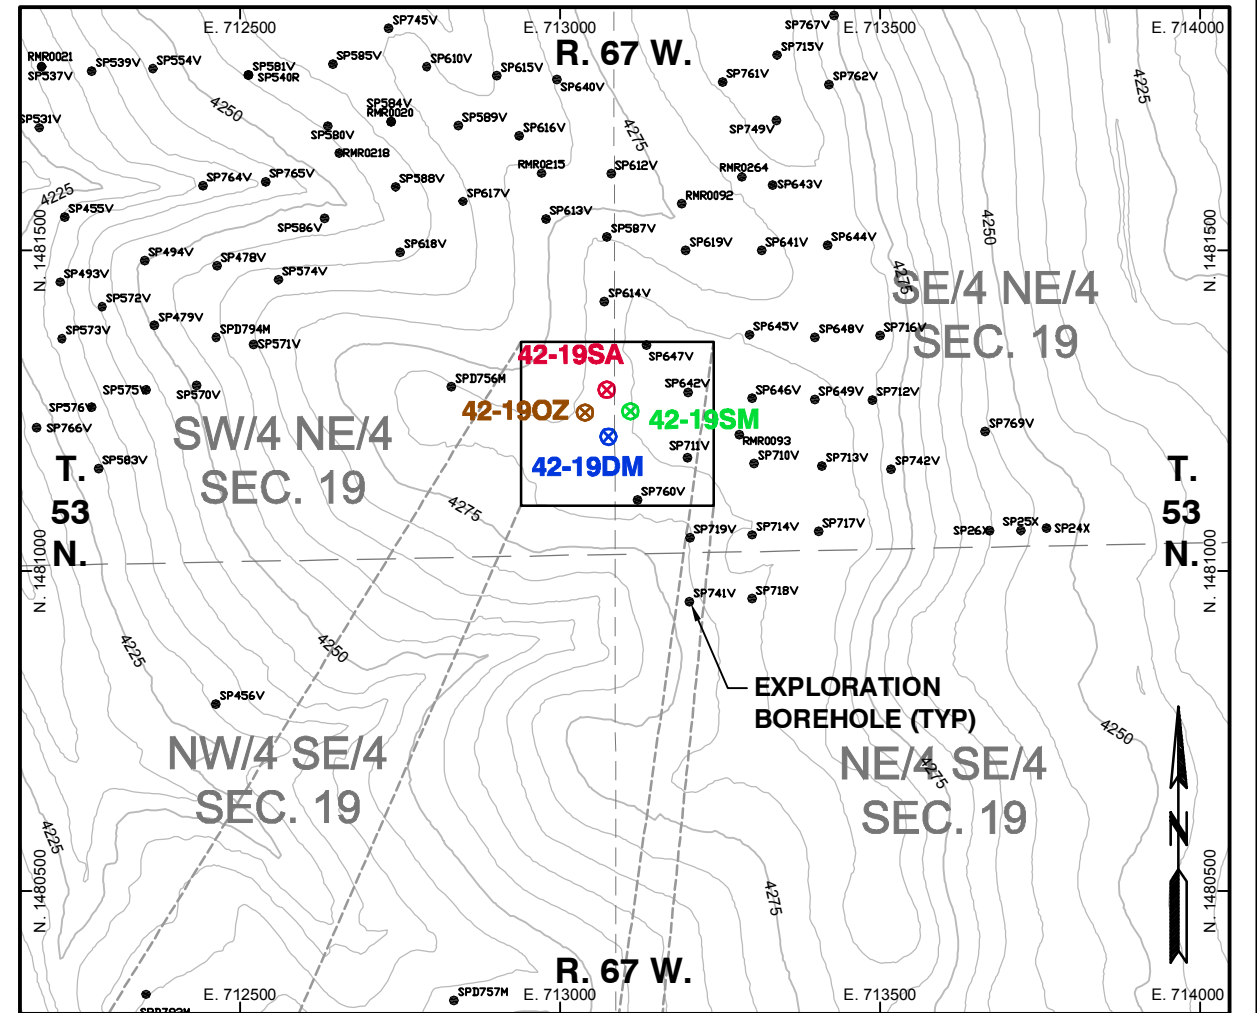 SP745V
SP767V
E. 712500
E. 713000
E. 713500
E. 714000
R. 67 W.
RMR0021
SP537V
SP539V
SP554V
SP581V
SP540R
SP585V
SP610V
SP615V
SP640V
SP761V
SP715V
SP762V
4225
4250
SP531V
SP584V
RMR0020
SP580V
SP589V
SP616V
4275
SP749V
RMR0218
SP764V
SP765V
SP588V
RMR0215
SP612V
RMR0264
SP643V
4225
SP455V
SP617V
RMR0092
SP586V
SP613V
SP587V
4250
N. 1481500
SP494V
SP478V
SP618V
SP619V
SP641V
SP644V
N. 1481500
SP493V
SP574V
4275
SE/4 NE/4
SEC. 19
SP572V
SP614V
SP573V
SP479V
SPD794M
SP571V
SP645V
SP648V
SP716V
42-19SA
SP647V
SP575V
SP570V
SPD756M
SP642V
SP646V
SP649V
SP712V
SP576V
42-19OZ
42-19SM
SP766V
SW/4 NE/4
SEC. 19
RMR0093
SP769V
SP711V
SP583V
42-19DM
SP710V
SP713V
SP742V
T.
53
N.
T.
53
N.
4275
SP760V
SP719V
SP714V
SP717V
SP26X
SP25X
SP24X
N. 1481000
N. 1481000
SP741V
SP718V
4225
4250
EXPLORATION
BOREHOLE (TYP)
SP456V
4250
NW/4 SE/4
SEC. 19
NE/4 SE/4
SEC. 19
4275
4225
N
N. 1480500
4275
N. 1480500
R. 67 W.
SPD757M
E. 712500
E. 713000
E. 713500
E. 714000